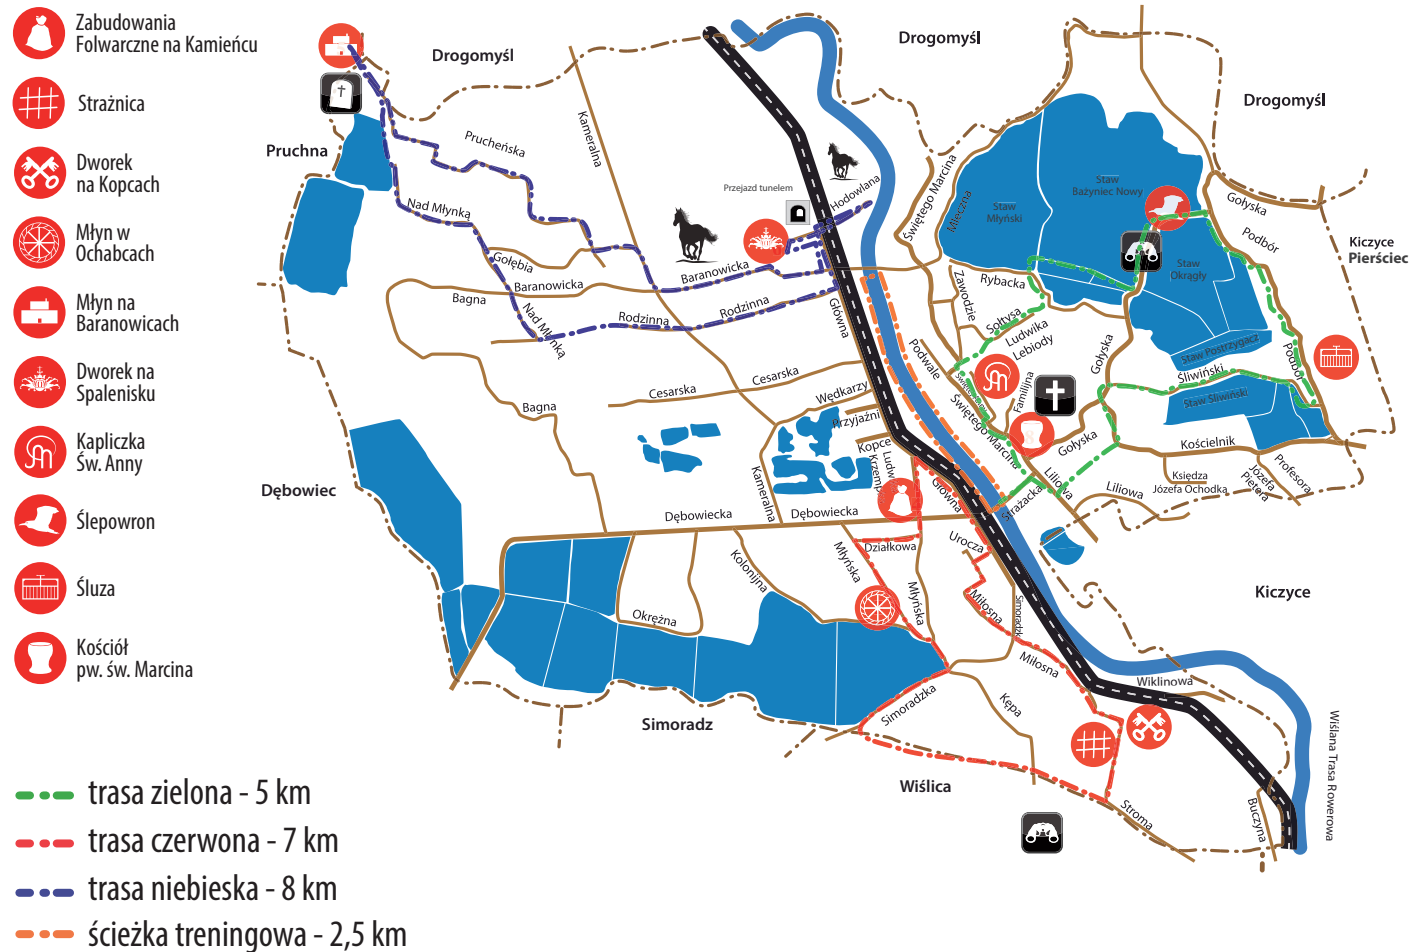 Zabudowania
Folwarczne na Kamieńcu
Strażnica
Dworek
na Kopcach
Młyn w
Ochabcach
Młyn na
Baranowicach
Dworek na
Spalenisku
Kapliczka
Św. Anny
Ślepowron
Śluza
Kościół
pw. św. Marcina
trasa zielona - 5 km
trasa czerwona - 7 km
trasa niebieska - 8 km
ścieżka treningowa - 2,5 km
Drogomyśl
Drogomyśl
Drogomyśl
Pruchna
Kiczyce
Pierściec
Dębowiec
Simoradz
Wiślica
Kiczyce
Prucheńska
Kameralna
Nad Młynką
Gołębia
Bagna
Baranowicka
Baranowicka
Nad Młynką
Rodzinna
Rodzinna
Przejazd tunelem
Hodowlana
Główna
Świętego Marcina
Mleczna
Staw
Młyński
Staw
Bażyniec Nowy
Staw
Okrągły
Gołyska
Podbór
Zawodzie
Rybacka
Sołtysa
Ludwika
Lebiody
Podwale
Familijna
Gołyska
Staw Postrzygacz
Śliwiński
Staw Śliwiński
Podbór
Świętego Marcina
Gołyska
Kościelnik
Księdza
Józefa Ochodka
Józefa
Pietera
Profesora
Liliowa
Liliowa
Strażacka
Cesarska
Cesarska
Wędkarzy
Przyjaźni
Kopce
Bagna
Kameralna
Główna
Dębowiecka
Dębowiecka
Działkowa
Urocza
Młyńska
Młyńska
Kolonijna
Okrężna
Miłosna
Miłosna
Simoradzka
Kępa
Wiklinowa
Stroma
Buczyna
Wiślana Trasa Rowerowa